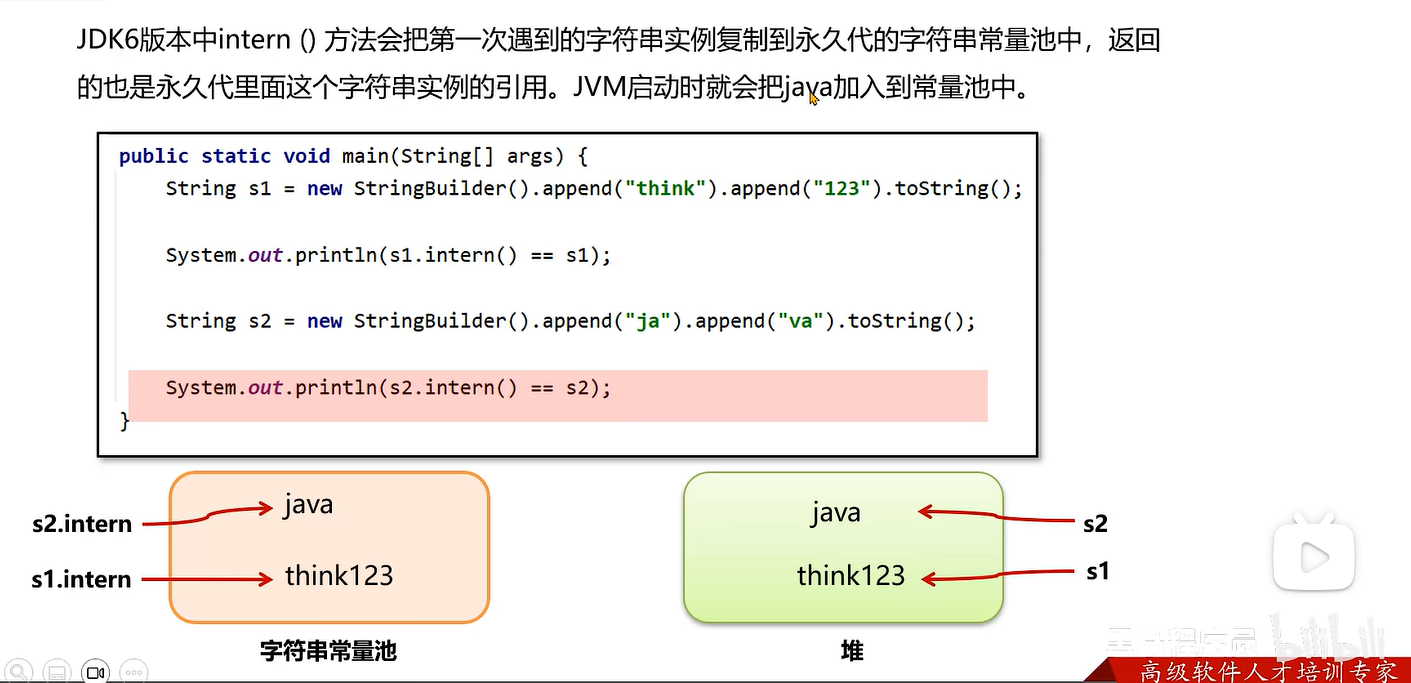 JDK6版本中intern () 方法会把第一次遇到的字符串实例复制到永久代的字符串常量池中，返回
的也是永久代里面这个字符串实例的引用。JVM启动时就会把java加入到常量池中。
public static void main(String[] args) {
String s1 = new StringBuilder().append("think").append("123").toString();
System.out.println(s1.intern() == s1);
String s2 = new StringBuilder().append("ja").append("va").toString();
System.out.println(s2.intern() == s2);
}
java
java
s2.intern
s2
s1.intern
think123
think123
s1
字符串常量池
堆
bilibili
高级软件人才培训专家